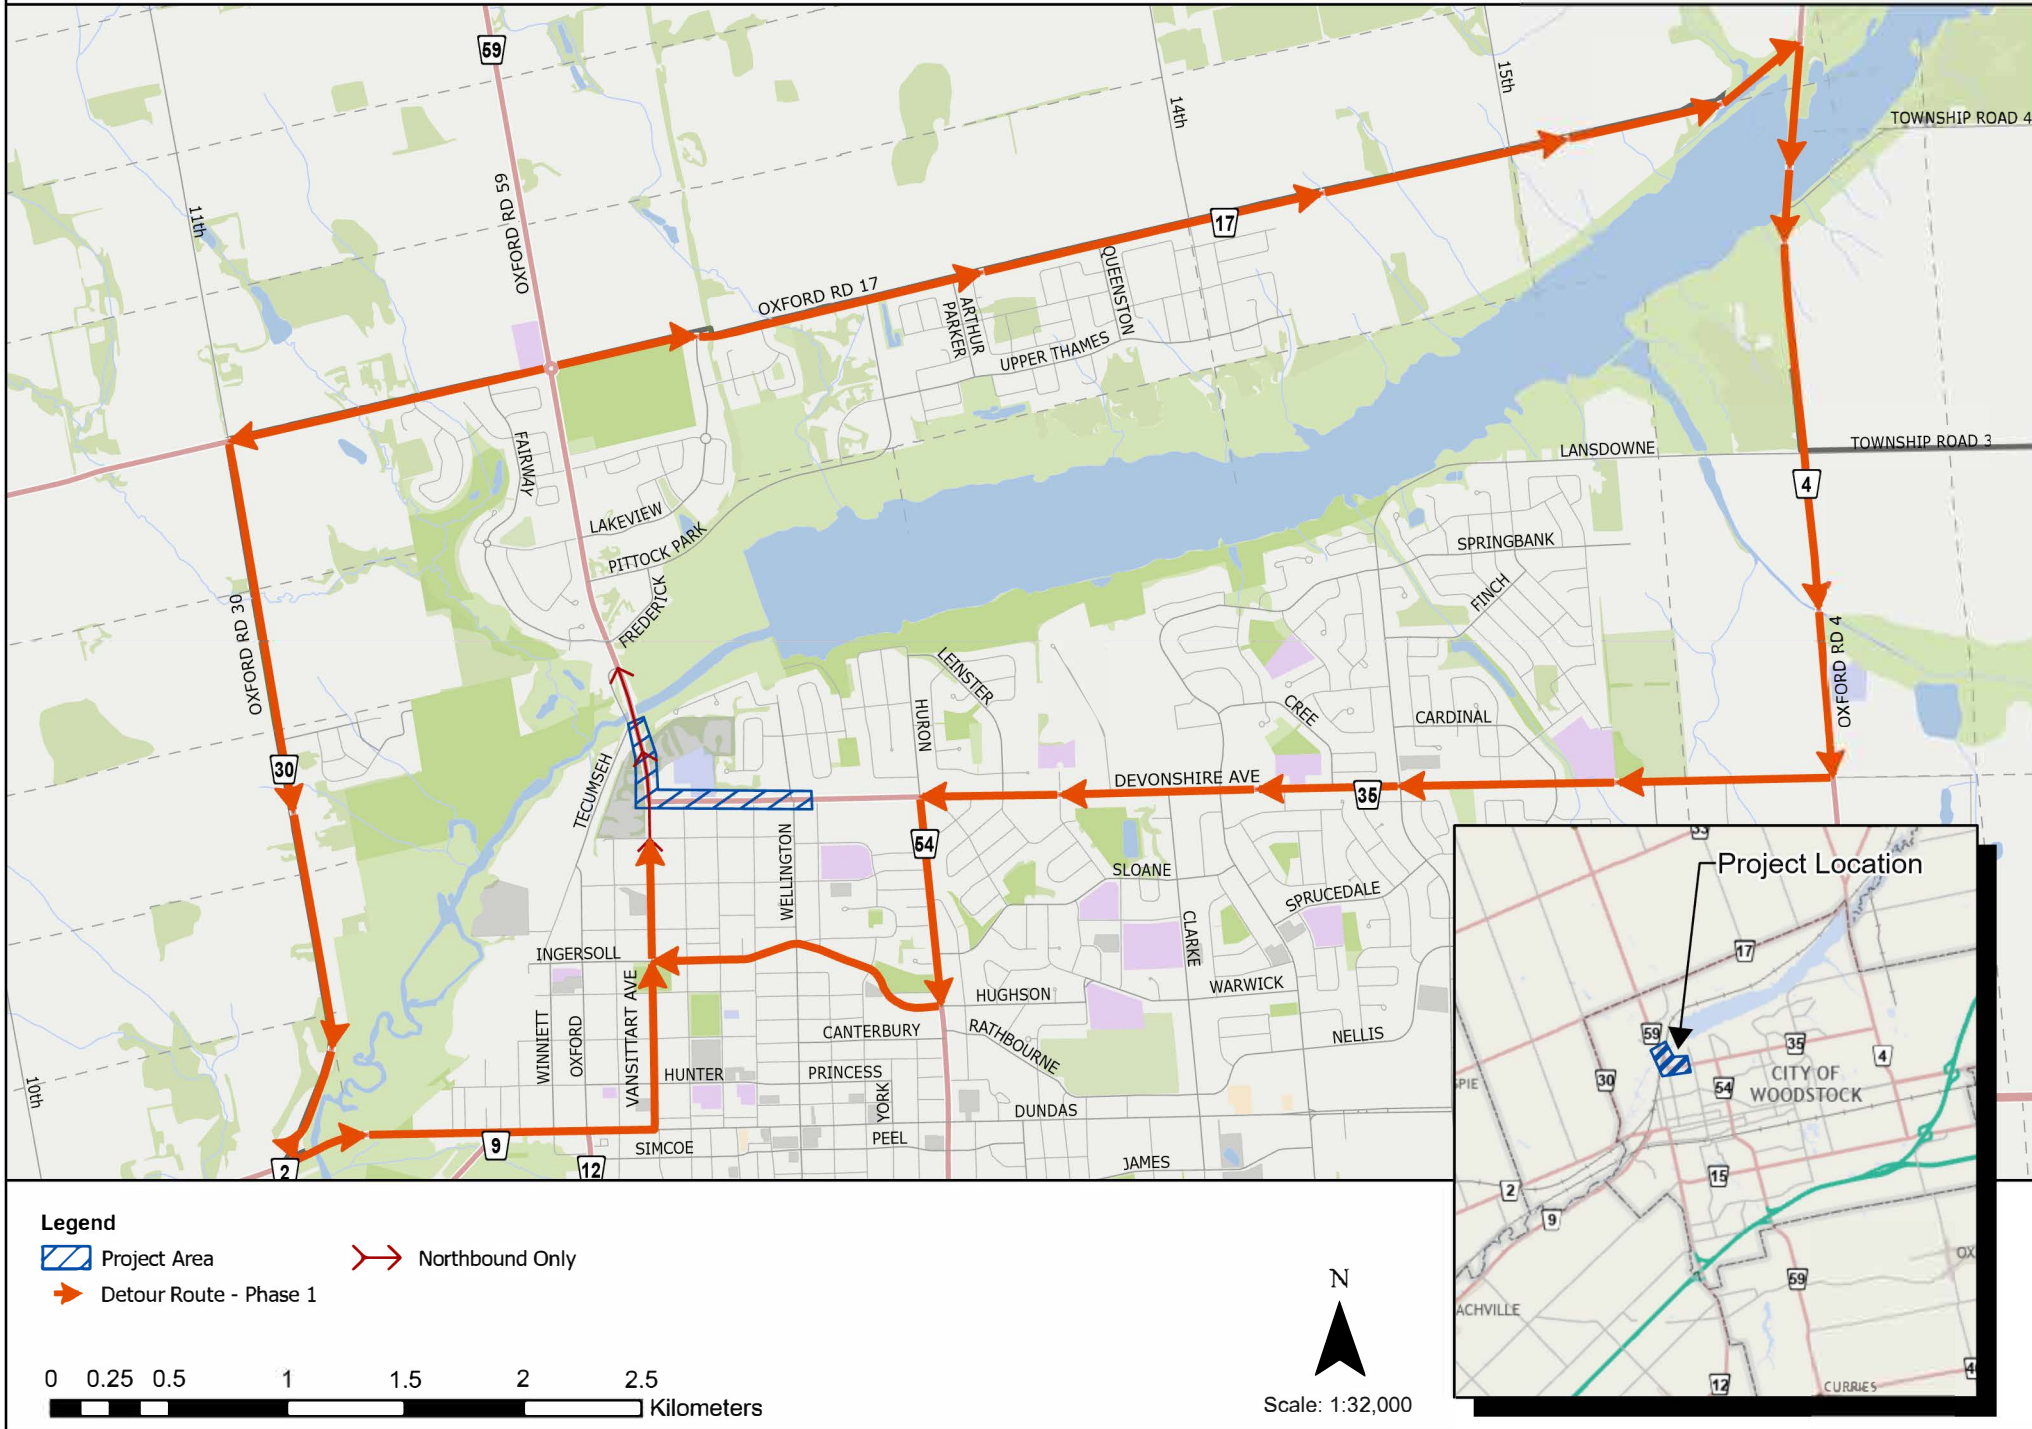 59
15th
14th
TOWNSHIP ROAD 4
11th
OXFORD RD 59
17
QUEENSTON
OXFORD RD 17
ARTHUR
PARKER
UPPER THAMES
FAIRWAY
LANSDOWNE
TOWNSHIP ROAD 3
4
LAKEVIEW
PITTOCK PARK
SPRINGBANK
FINCH
FREDERICK
OXFORD RD 30
LEINSTER
HURON
CREE
CARDINAL
OXFORD RD 4
30
TECUMSEH
DEVONSHIRE AVE
35
54
WELLINGTON
SLOANE
SPRUCEDALE
CLARKE
INGERSOLL
VANSITTART AVE
HUGHSON
WARWICK
WINNIETT
OXFORD
CANTERBURY
RATHBOURNE
NELLIS
10th
HUNTER
PRINCESS
YORK
DUNDAS
9
SIMCOE
PEEL
2
12
JAMES
33
Project Location
17
59
35
4
30
CITY OF
WOODSTOCK
54
PIE
15
2
9
59
OX
ACHVILLE
12
CURRIES
4
Legend
Project Area
Northbound Only
Detour Route - Phase 1
0 0.25 0.5 1 1.5 2 2.5
Kilometers
N
Scale: 1:32,000